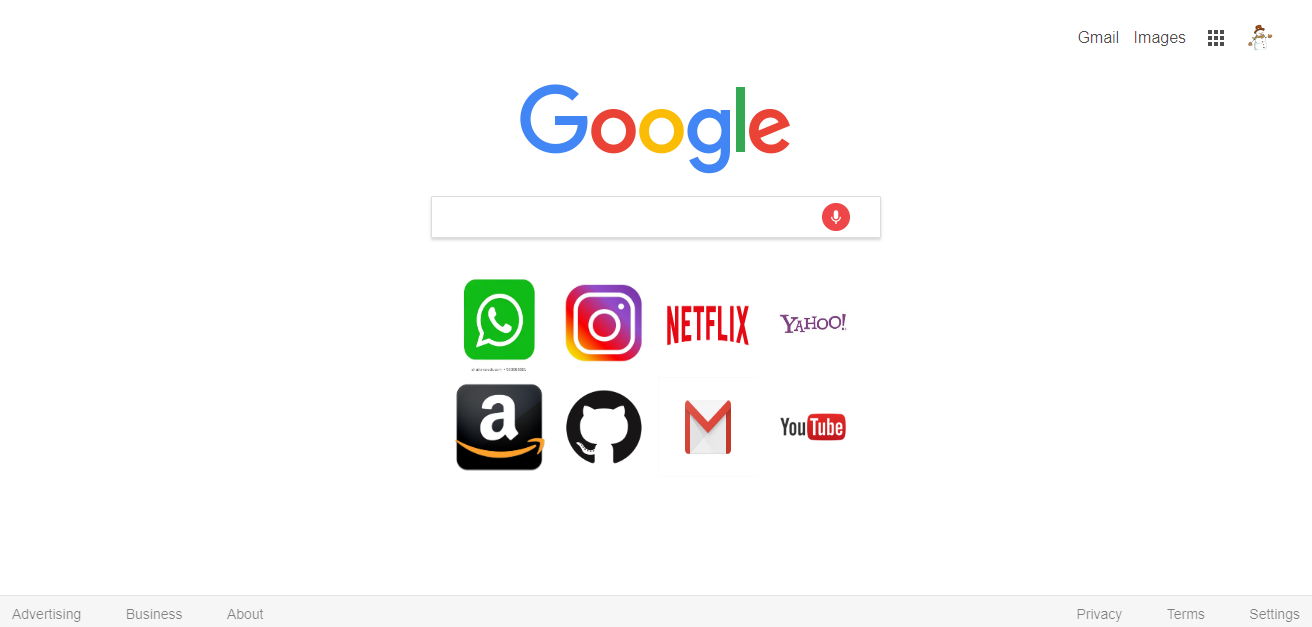 Gmail Images
Google
NETFLIX YAHOO!
a YouTube
Advertising Business About Privacy Terms Settings